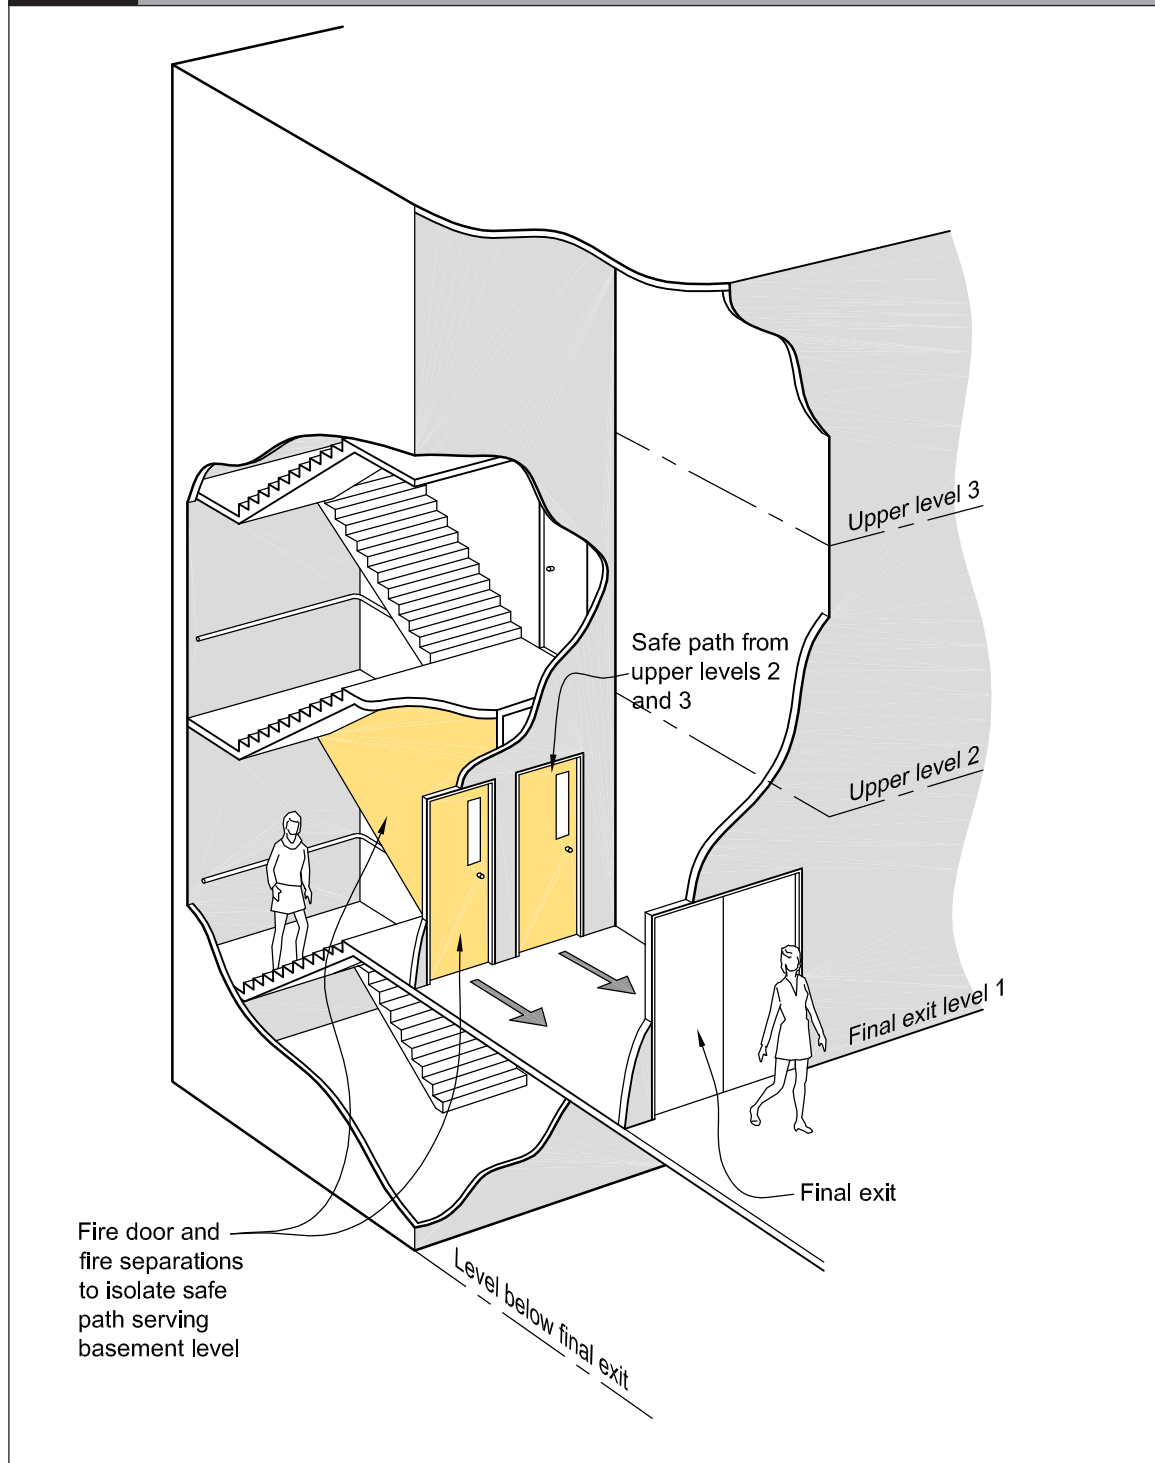 Upper level 3
Safe path from
upper levels 2
and 3
Upper level 2
Final exit level 1
Final exit
Fire door and
fire separations
to isolate safe
path serving
basement level
Level below final exit